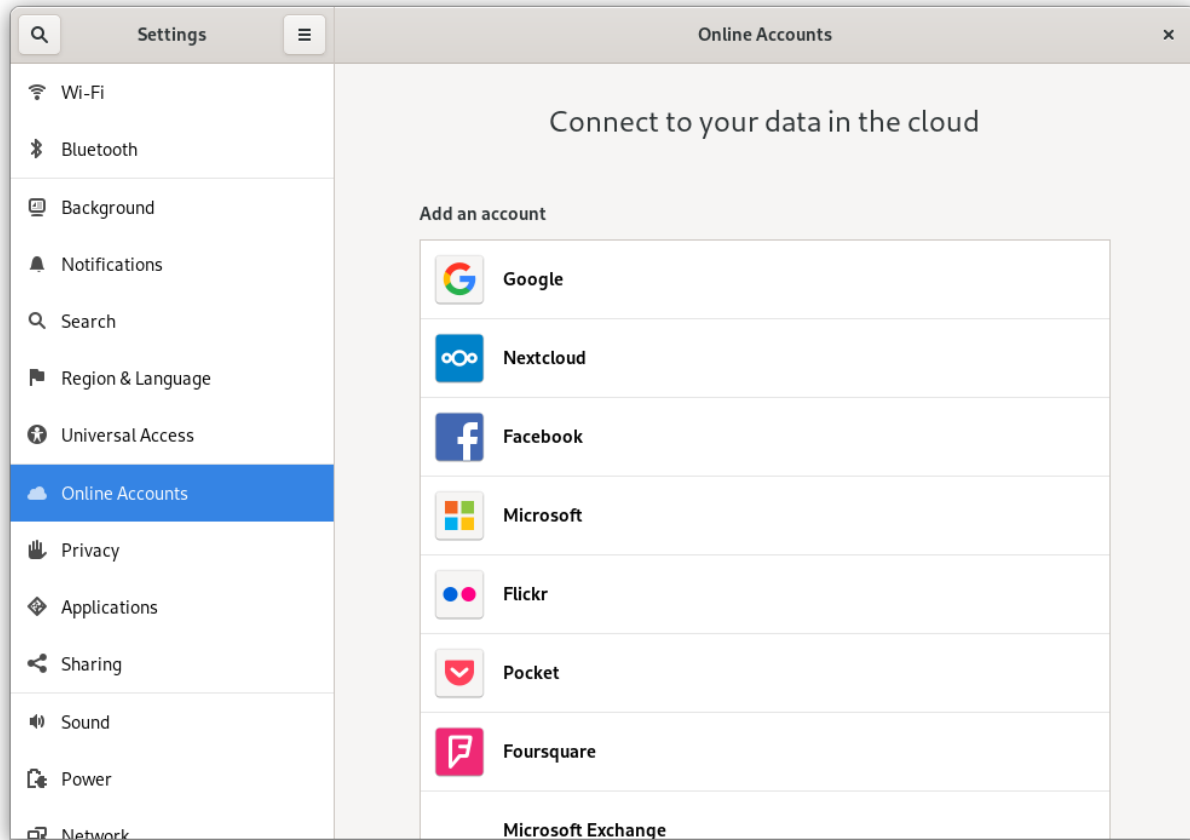 Settings
Online Accounts
Wi-Fi
Bluetooth
Background
Notifications
Search
Region & Language
Universal Access
Online Accounts
Privacy
Applications
Sharing
Sound
Power
Network
Connect to your data in the cloud
Add an account
Google
Nextcloud
Facebook
Microsoft
Flickr
Pocket
Foursquare
Microsoft Exchange